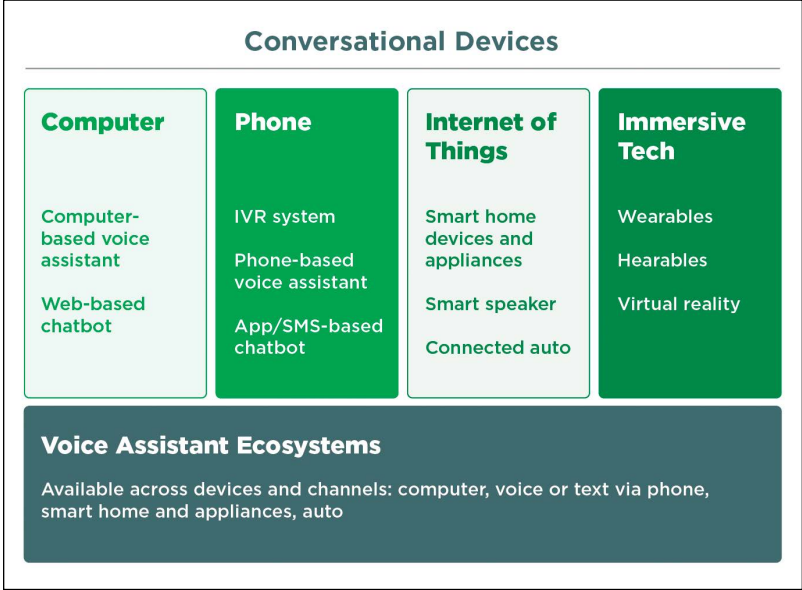 Conversational Devices
Computer
Computer-
based voice
assistant
Web-based
chatbot
Phone
IVR system
Phone-based
voice assistant
App/SMS-based
chatbot
Internet of
Things
Smart home
devices and
appliances
Smart speaker
Connected auto
Immersive
Tech
Wearables
Hearables
Virtual reality
Voice Assistant Ecosystems
Available across devices and channels: computer, voice or text via phone,
smart home and appliances, auto